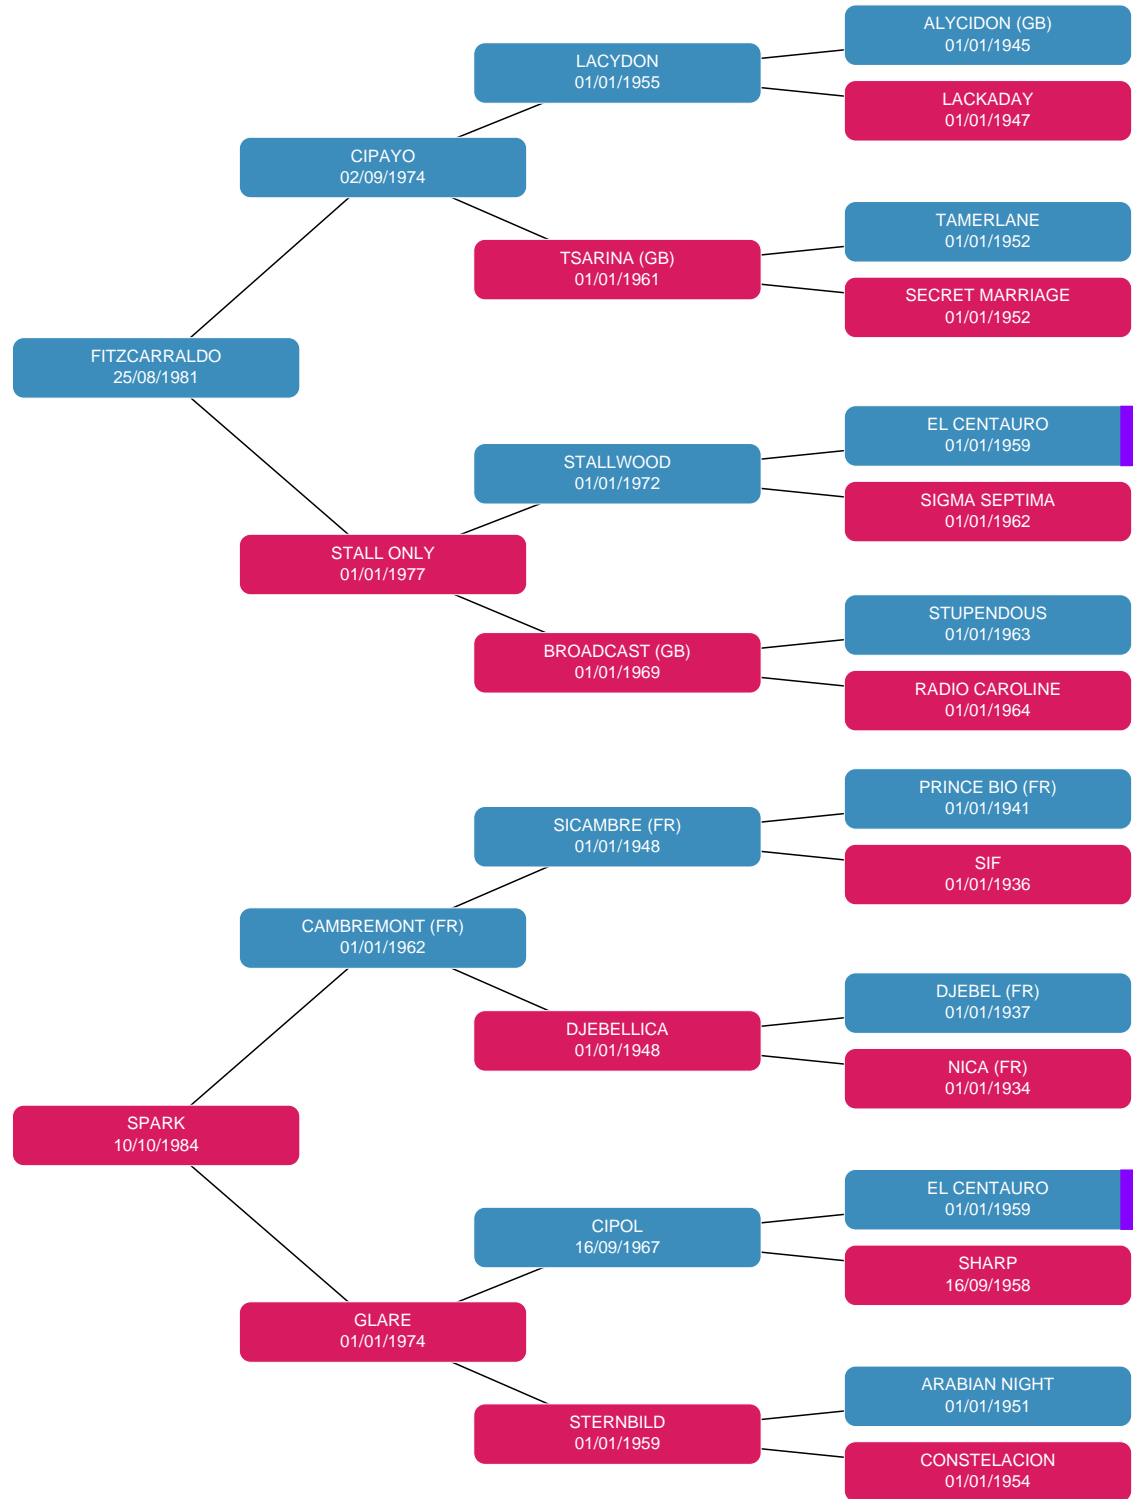 ALYCIDON (GB)
01/01/1945
LACYDON
01/01/1955
LACKADAY
01/01/1947
CIPAYO
02/09/1974
TAMERLANE
01/01/1952
TSARINA (GB)
01/01/1961
SECRET MARRIAGE
01/01/1952
FITZCARRALDO
25/08/1981
EL CENTAURO
01/01/1959
STALLWOOD
01/01/1972
SIGMA SEPTIMA
01/01/1962
STALL ONLY
01/01/1977
STUPENDOUS
01/01/1963
BROADCAST (GB)
01/01/1969
RADIO CAROLINE
01/01/1964
PRINCE BIO (FR)
01/01/1941
SICAMBRE (FR)
01/01/1948
SIF
01/01/1936
CAMBREMONT (FR)
01/01/1962
DJEBEL (FR)
01/01/1937
DJEBELLICA
01/01/1948
NICA (FR)
01/01/1934
SPARK
10/10/1984
EL CENTAURO
01/01/1959
CIPOL
16/09/1967
SHARP
16/09/1958
GLARE
01/01/1974
ARABIAN NIGHT
01/01/1951
STERNBILD
01/01/1959
CONSTELACION
01/01/1954